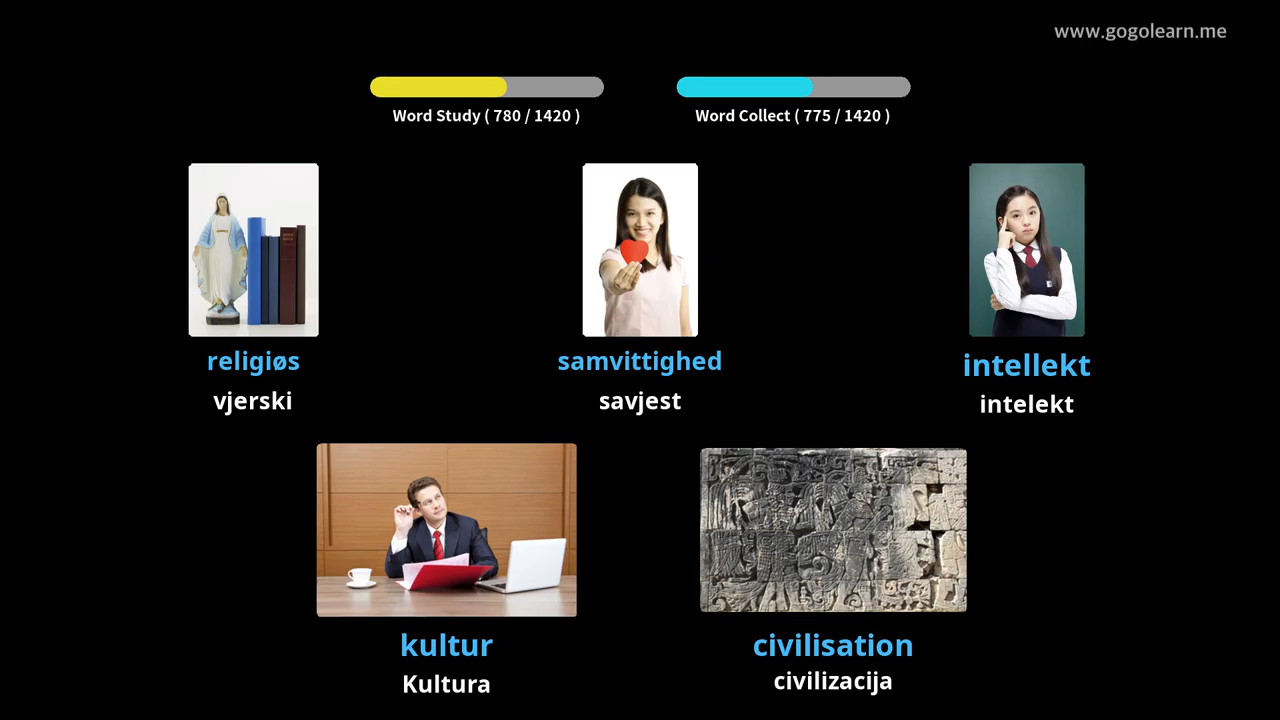 www.gogolearn.me
Word Study ( 780 / 1420 )
Word Collect ( 775 / 1420 )
religiøs
vjerski
samvittighed
savjest
intellekt
intelekt
kultur
Kultura
civilisation
civilizacija